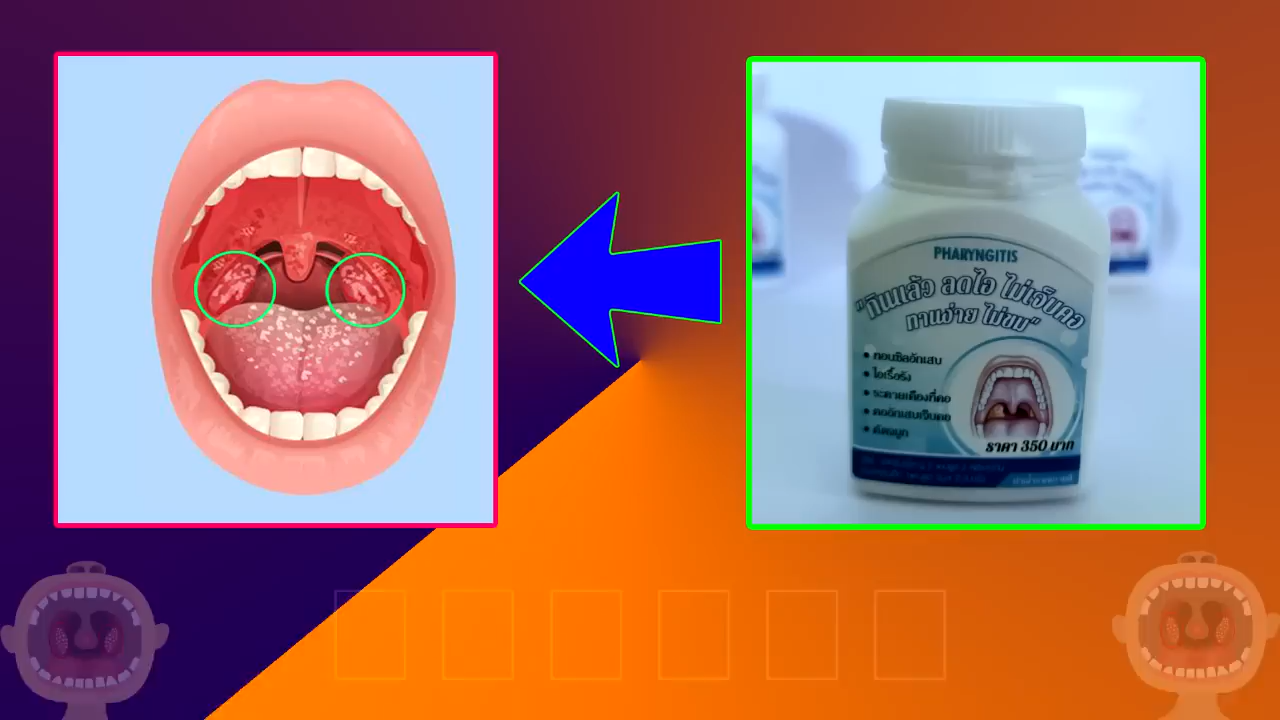 PHARYNGITIS
"กินแล้ว ลดไอ ไม่เจ็บคอ
ทานง่าย ไม่ขม"
• ทอนซิลอักเสบ
• ไอเรื้อรัง
• ระคายเคืองที่คอ
• คออักเสบเจ็บคอ
• คัดจมูก
ราคา 350 บาท